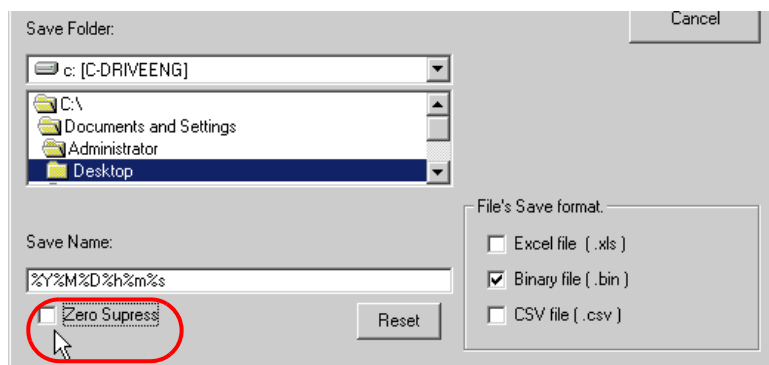 Save Folder:
Cancel
c: [C-DRIVEENG]
C:\
Documents and Settings
Administrator
Desktop
File's Save format.
Save Name:
Excel file ( .xls )
%Y%M%D%h%m%s
Binary file ( .bin )
Zero Supress
Reset
CSV file ( .csv )